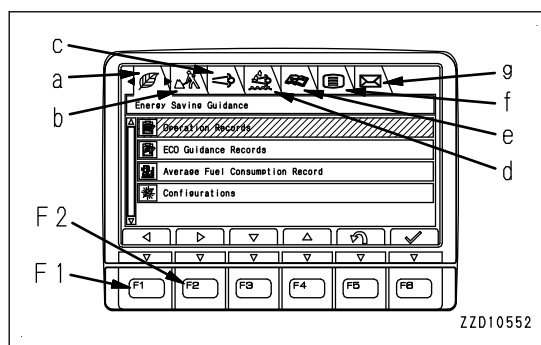 c
a
g
b
f
e
d
Energy Saving Guidance
Operation Records
ECO Guidance Records
Average Fuel Consumption Record
Configurations
F2
F1
F1 F2 F3 F4 F5 F6
ZZD10552